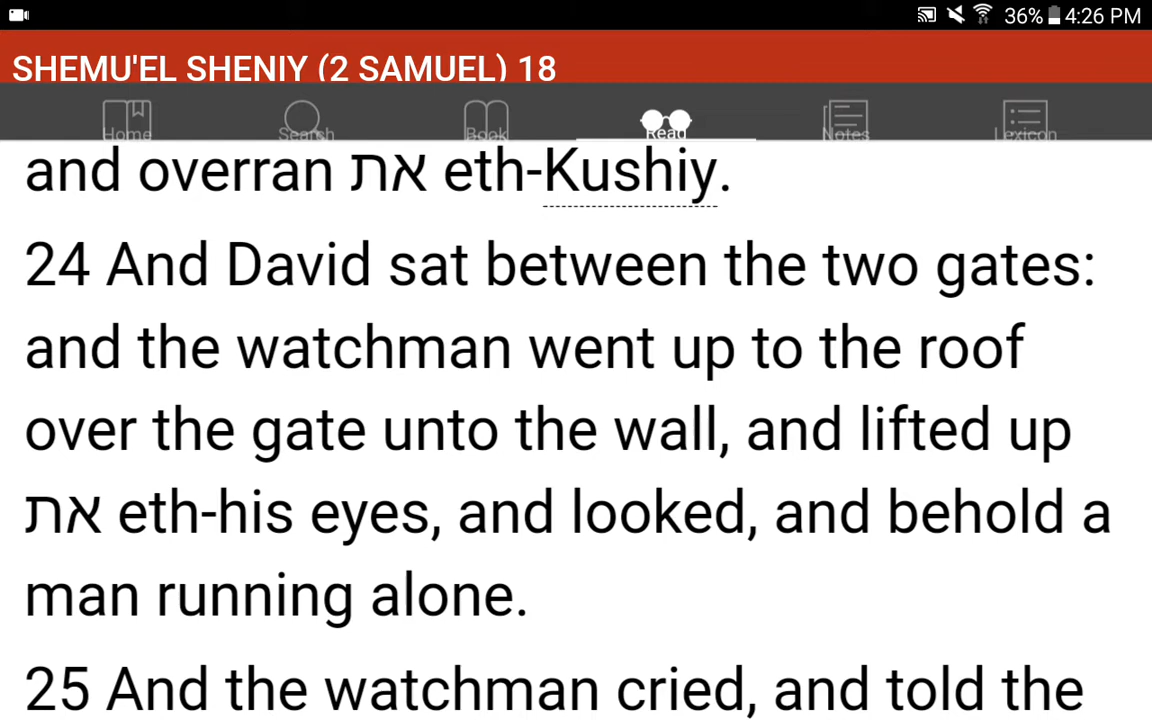 36% 4:26 PM
SHEMU'EL SHENIY (2 SAMUEL) 18
Home Search Book Read Notes Lexicon
and overran את eth-Kushiy.
24 And David sat between the two gates:
and the watchman went up to the roof
over the gate unto the wall, and lifted up
את eth-his eyes, and looked, and behold a
man running alone.
25 And the watchman cried, and told the